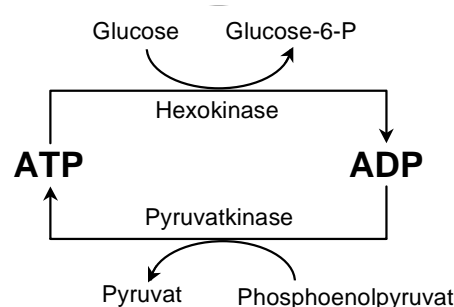 Glucose Glucose-6-P
Hexokinase
ATP ADP
Pyruvatkinase
Pyruvat Phosphoenolpyruvat